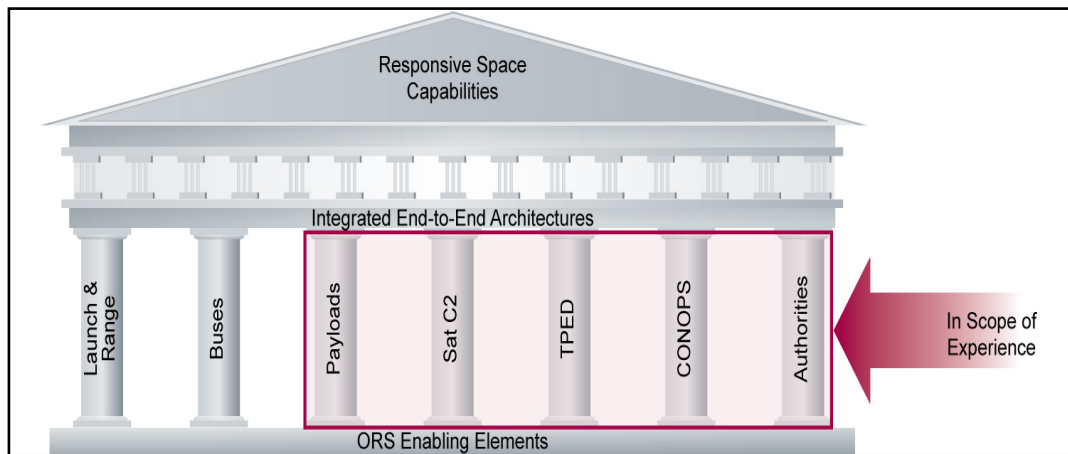 Responsive Space
Capabilities
Integrated End-to-End Architectures
Launch &
Range
Buses
Payloads
Sat C2
TPED
CONOPS
Authorities
In Scope of
Experience
ORS Enabling Elements